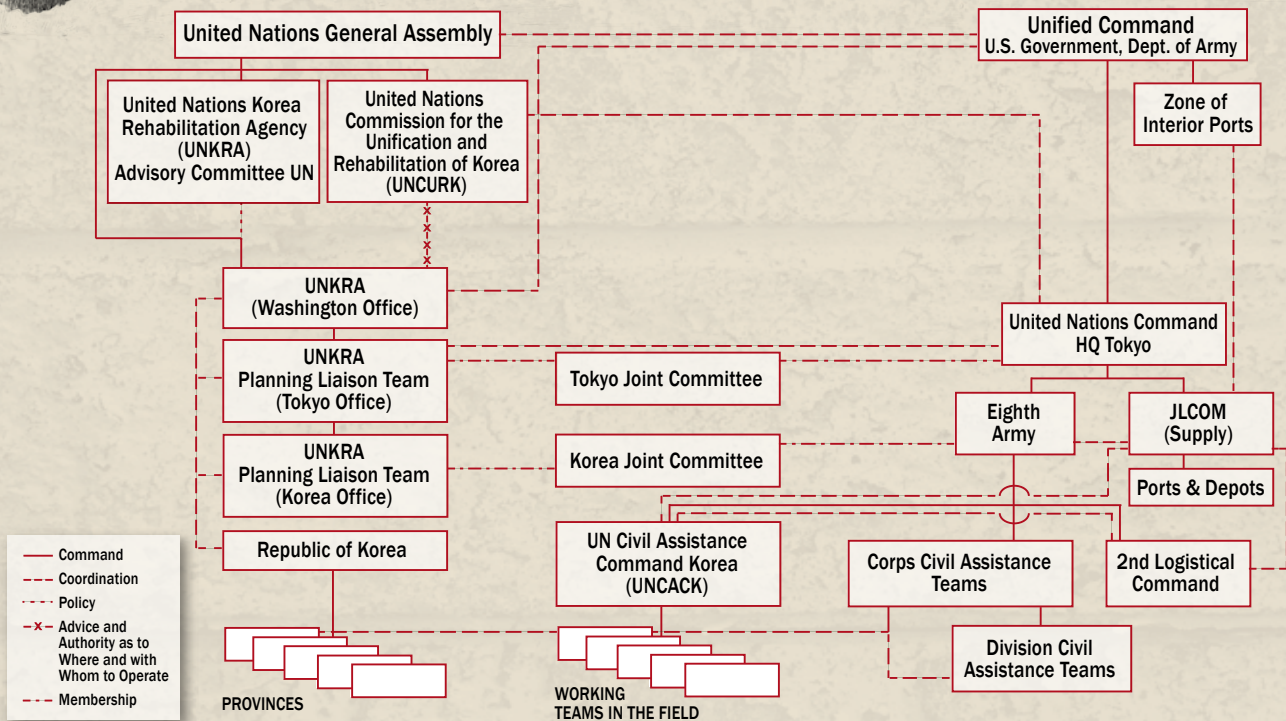 United Nations General Assembly
Unified Command
U.S. Government, Dept. of Army
United Nations Korea
Rehabilitation Agency
(UNKRA)
Advisory Committee UN
United Nations
Commission for the
Unification and
Rehabilitation of Korea
(UNCURK)
Zone of
Interior Ports
x
x
x
x
UNKRA
(Washington Office)
United Nations Command
HQ Tokyo
UNKRA
Planning Liaison Team
(Tokyo Office)
Tokyo Joint Committee
Eighth
Army
JLCOM
(Supply)
UNKRA
Planning Liaison Team
(Korea Office)
Korea Joint Committee
Ports & Depots
Republic of Korea
UN Civil Assistance
Command Korea
(UNCACK)
Corps Civil Assistance
Teams
2nd Logistical
Command
Division Civil
Assistance Teams
PROVINCES
WORKING
TEAMS IN THE FIELD
Command
Coordination
Policy
x
Advice and
Authority as to
Where and with
Whom to Operate
Membership